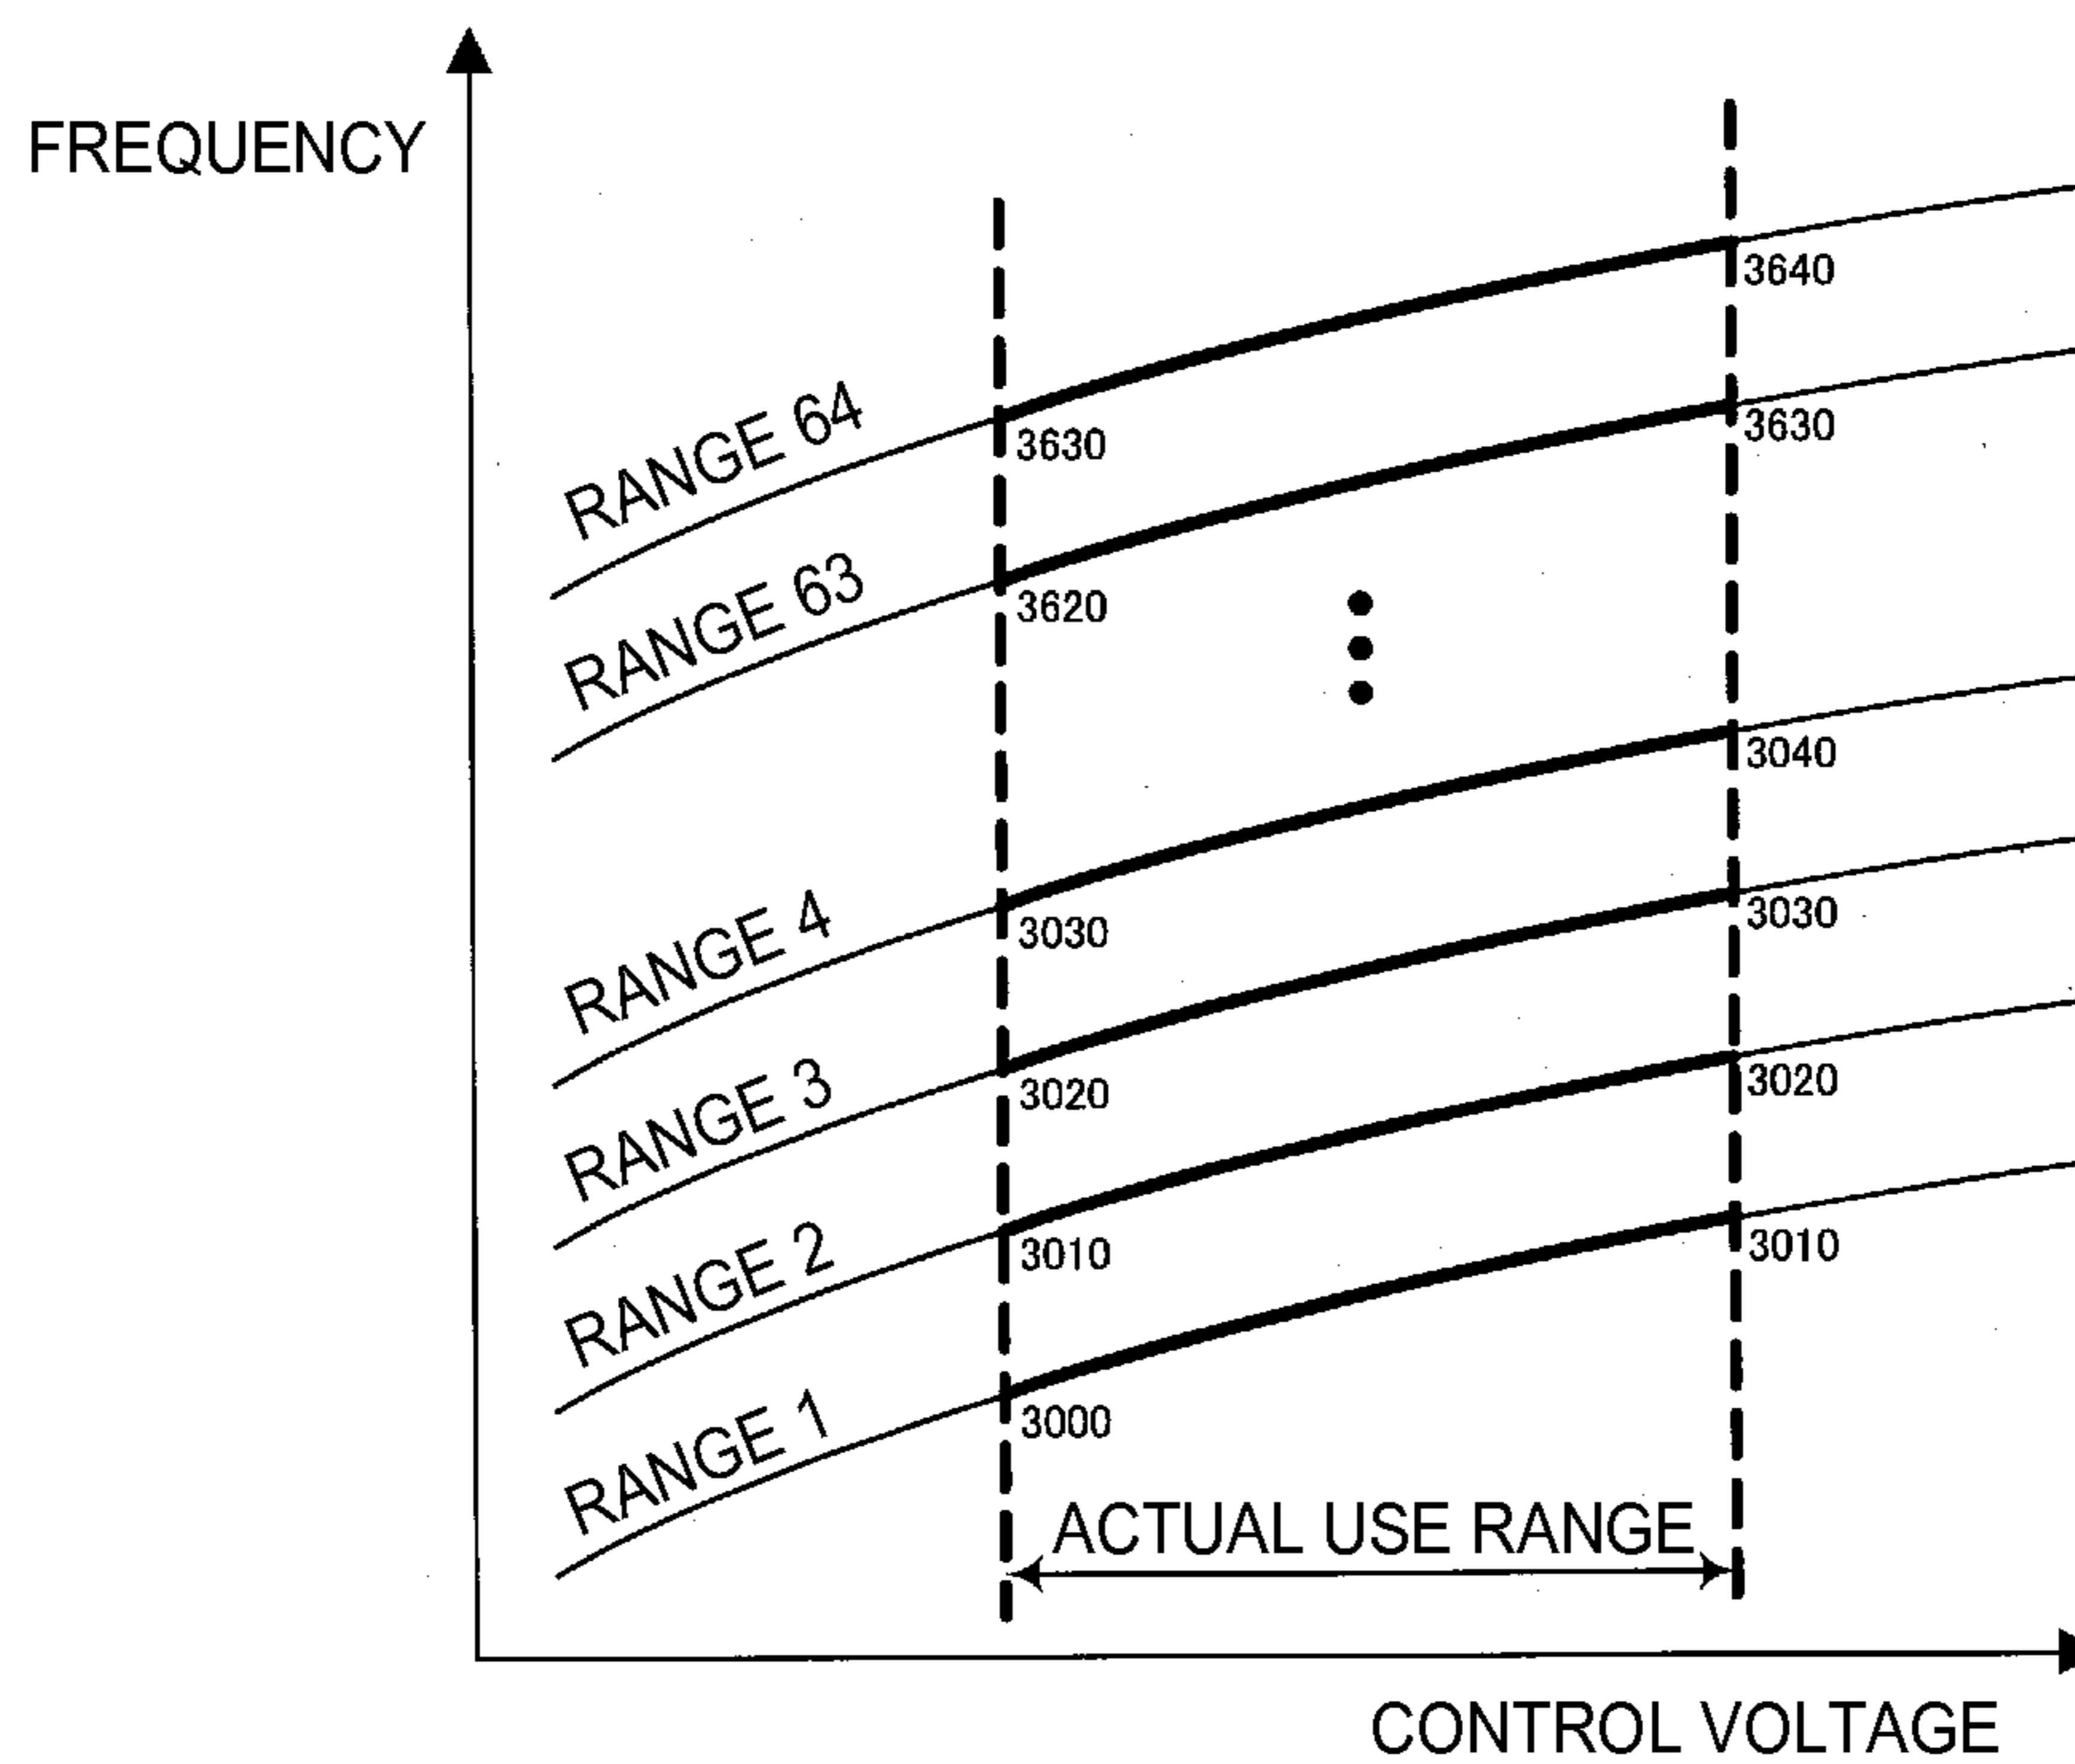 FREQUENCY
3640
RANGE 64
3630
3630
RANGE 63
3620
3040
RANGE 4
3030
3030
RANGE 3
3020
3020
RANGE 2
3010
3010
RANGE 1
3000
ACTUAL USE RANGE
CONTROL VOLTAGE